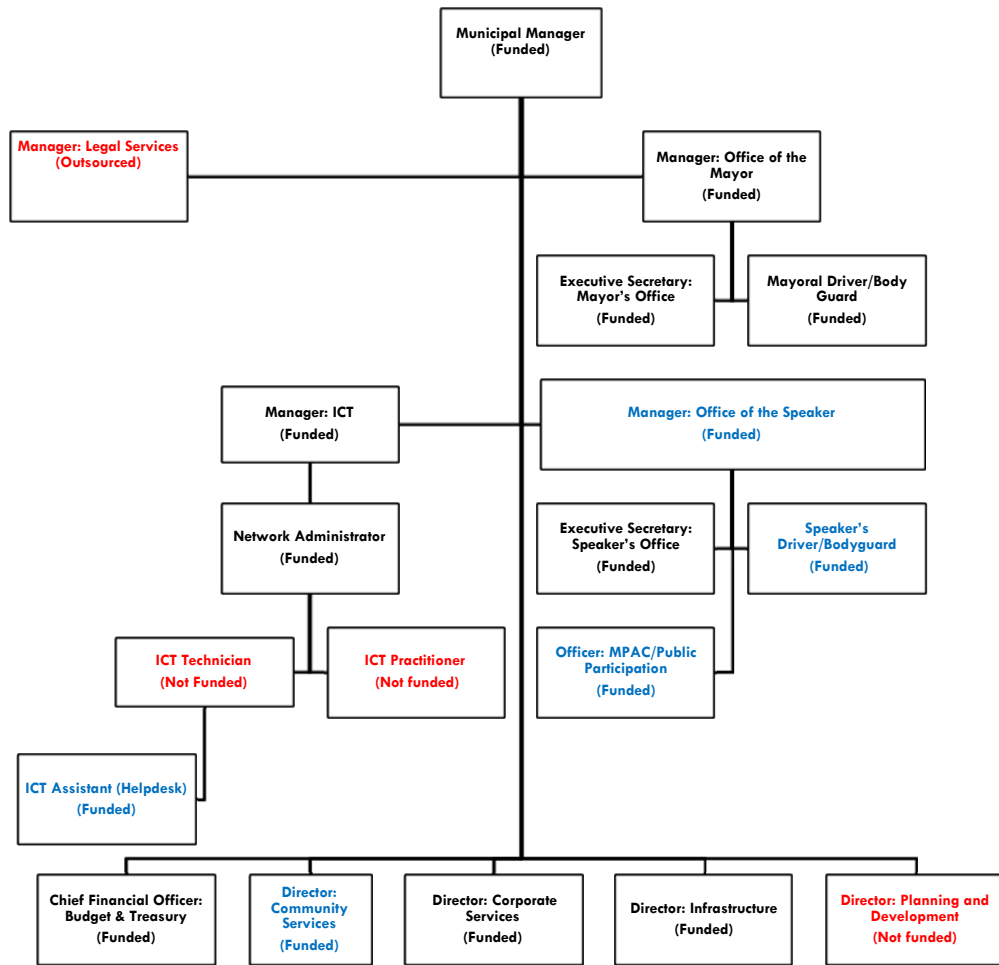 Municipal Manager
(Funded)
Manager: Legal Services
(Outsourced)
Manager: Office of the
Mayor
(Funded)
Executive Secretary:
Mayor's Office
(Funded)
Mayoral Driver/Body
Guard
(Funded)
Manager: ICT
(Funded)
Manager: Office of the Speaker
(Funded)
Network Administrator
(Funded)
Executive Secretary:
Speaker's Office
(Funded)
Speaker's
Driver/Bodyguard
(Funded)
ICT Technician
(Not Funded)
ICT Practitioner
(Not funded)
Officer: MPAC/Public
Participation
(Funded)
ICT Assistant (Helpdesk)
(Funded)
Chief Financial Officer:
Budget & Treasury
(Funded)
Director:
Community
Services
(Funded)
Director: Corporate
Services
(Funded)
Director: Infrastructure
(Funded)
Director: Planning and
Development
(Not funded)